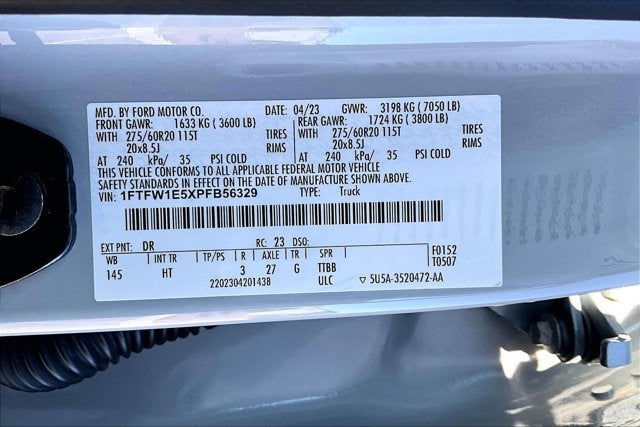 MFD. BY FORD MOTOR CO. 04/23 GVWR: 3198 KG ( 7050 LB)
FRONT GAWR: 1633 KG ( 3600 LB) REAR GAWR: 1724 KG ( 3800 LB)
WITH 275/60R20 115T TIRES WITH 275/60R20 115T TIRES
20x8.5J RIMS 20x8.5J RIMS
AT 240 kPa/ 35 PSI COLD AT 240 kPa/ 35 PSI COLD
THIS VEHICLE CONFORMS TO ALL APPLICABLE FEDERAL MOTOR VEHICLE
SAFETY STANDARDS IN EFFECT ON THE DATE OF MANUFACTURE SHOWN ABOVE.
VIN: 1FTFW1E5XPFB56329 TYPE: Truck
EXT PNT: DR RC: 23 DSO:
WB INT TR TP/PS R AXLE TR SPR F0152
145 HT 3 27 G TTBB T0507
2202304201438 ULC ▽ 5U5A-3520472-AA